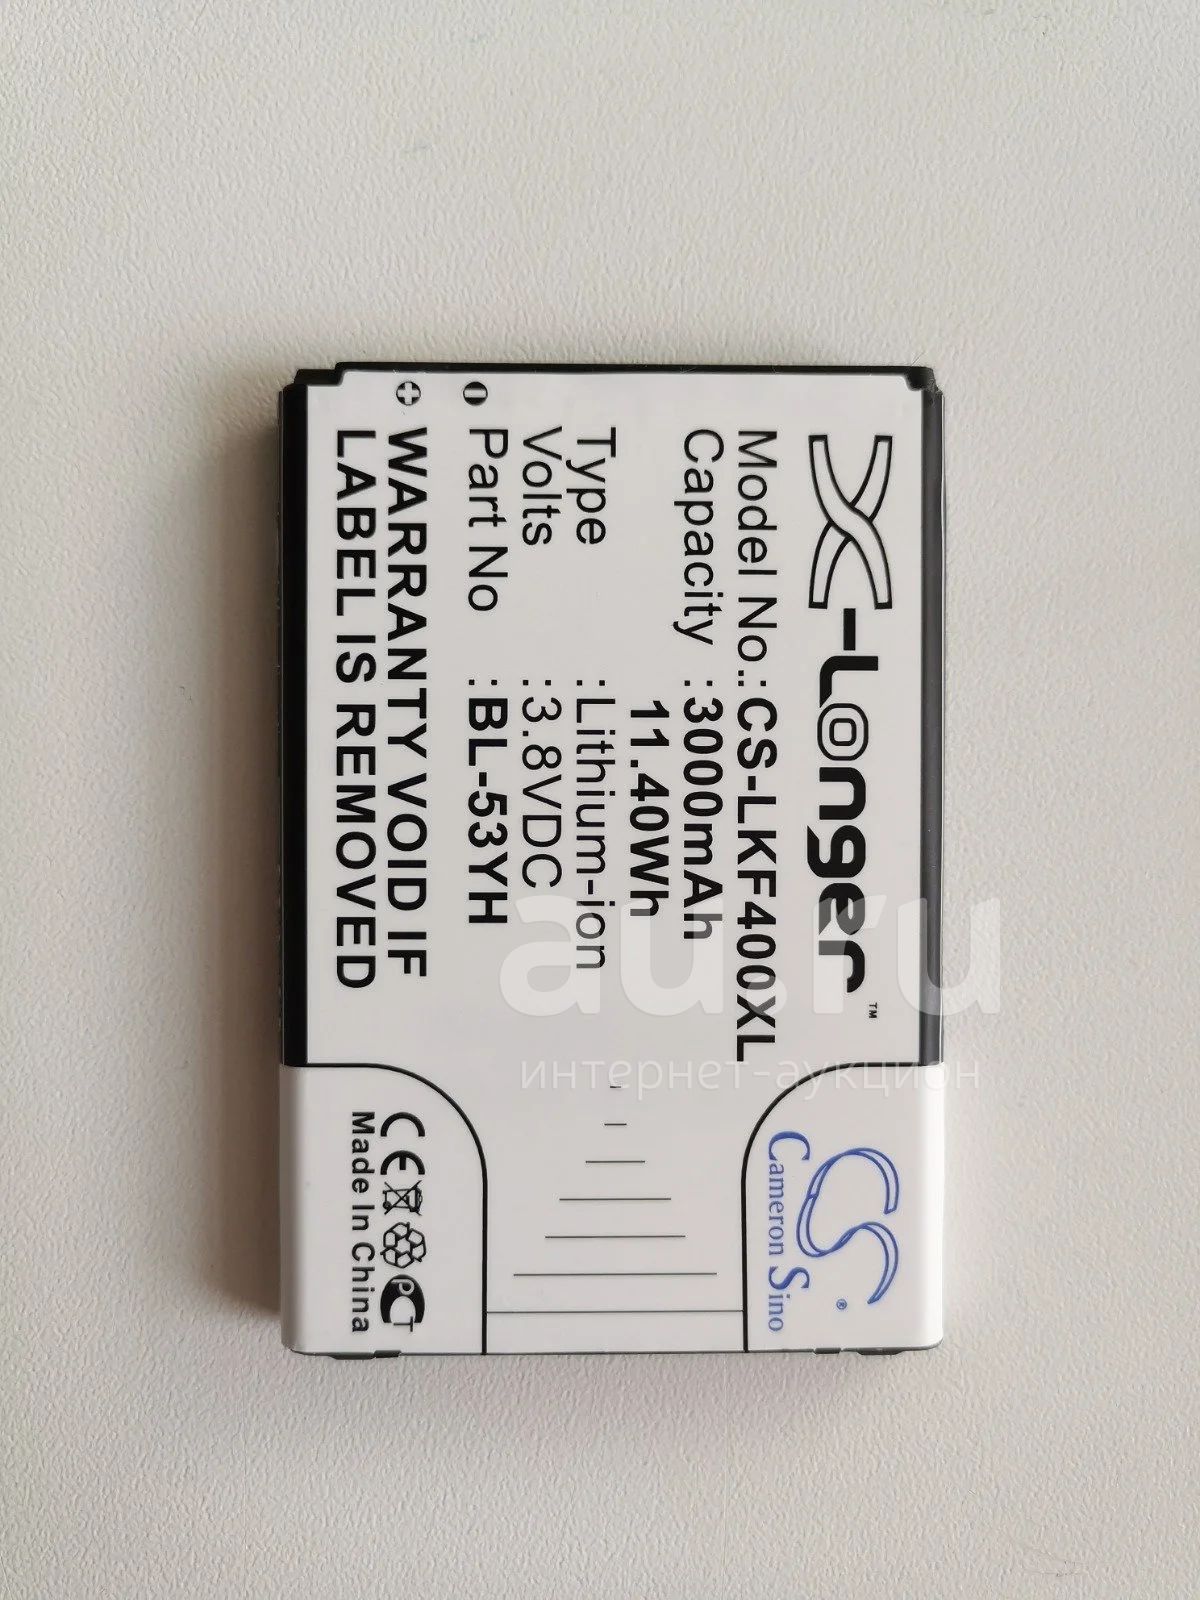 X-Longer™
Model No.:CS-LKF400XL
Capacity :3000mAh
11.40Wh
Type :Lithium-ion
Volts :3.8VDC
Part No :BL-53YH
WARRANTY VOID IF
LABEL IS REMOVED
CS®
Cameron Sino
CE PCT
Made In China
au.ru
интернет-аукцион